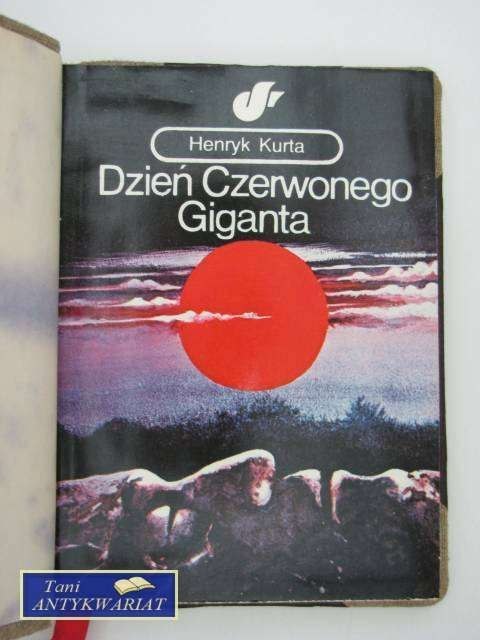 Henryk Kurta
Dzień Czerwonego
Giganta
Tani
ANTYKWARIAT